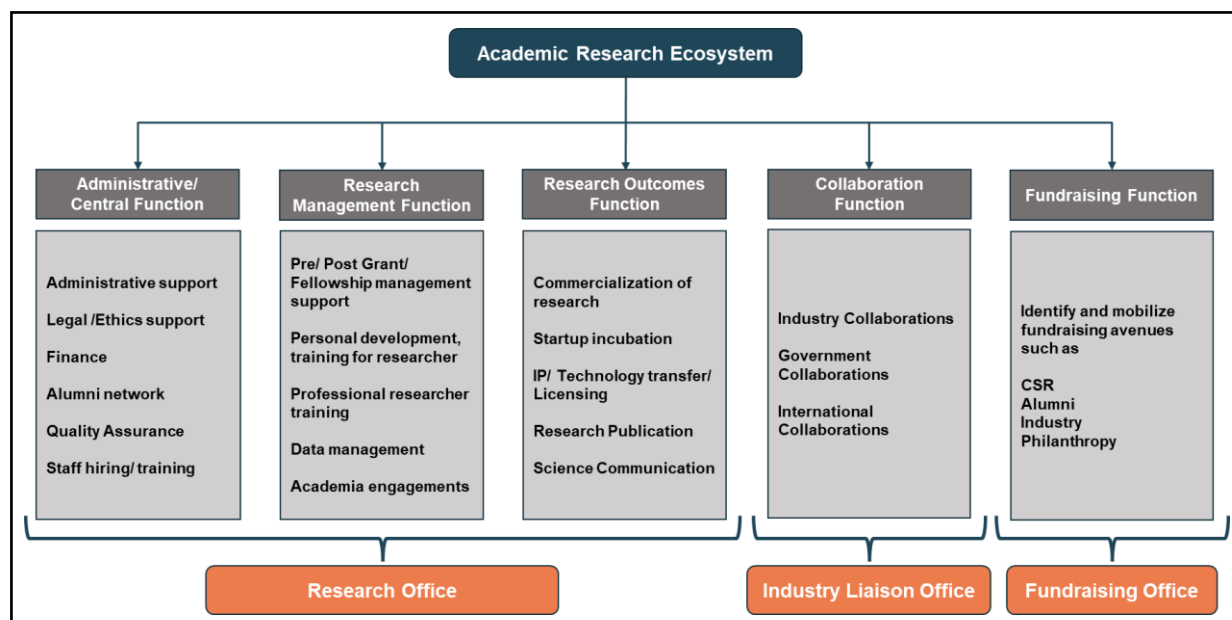 Academic Research Ecosystem
Administrative/
Central Function
Administrative support
Legal /Ethics support
Finance
Alumni network
Quality Assurance
Staff hiring/ training
Research
Management Function
Pre/ Post Grant/
Fellowship management
support
Personal development,
training for researcher
Professional researcher
training
Data management
Academia engagements
Research Outcomes
Function
Commercialization of
research
Startup incubation
IP/ Technology transfer/
Licensing
Research Publication
Science Communication
Collaboration
Function
Industry Collaborations
Government
Collaborations
International
Collaborations
Fundraising Function
Identify and mobilize
fundraising avenues
such as
CSR
Alumni
Industry
Philanthropy
Research Office
Industry Liaison Office
Fundraising Office